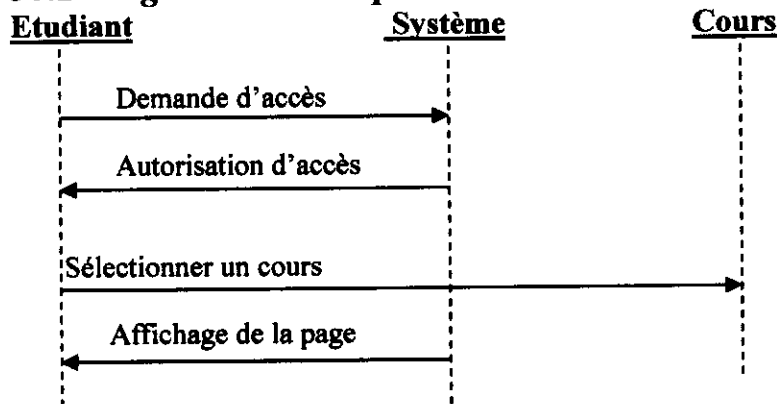 Etudiant Système Cours
Demande d'accès
Autorisation d'accès
Sélectionner un cours
Affichage de la page